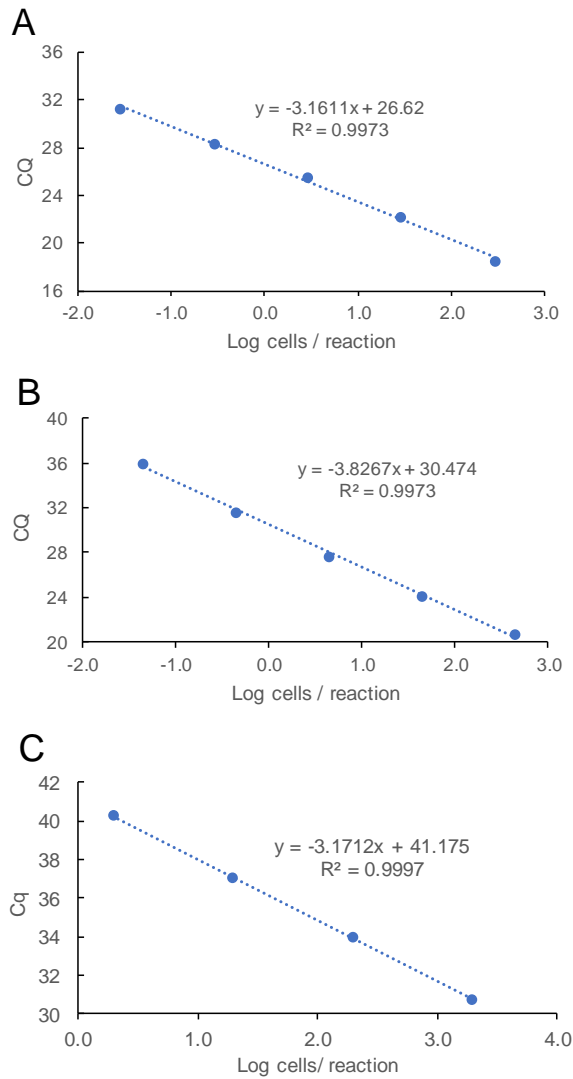 A
36
32
28
24
20
16
CQ
y = -3.1611x + 26.62
R² = 0.9973
-2.0 -1.0 0.0 1.0 2.0 3.0
Log cells / reaction
B
40
36
32
28
24
20
CQ
y = -3.8267x + 30.474
R² = 0.9973
-2.0 -1.0 0.0 1.0 2.0 3.0
Log cells / reaction
C
42
40
38
36
34
32
30
Cq
y = -3.1712x + 41.175
R² = 0.9997
0.0 1.0 2.0 3.0 4.0
Log cells/ reaction